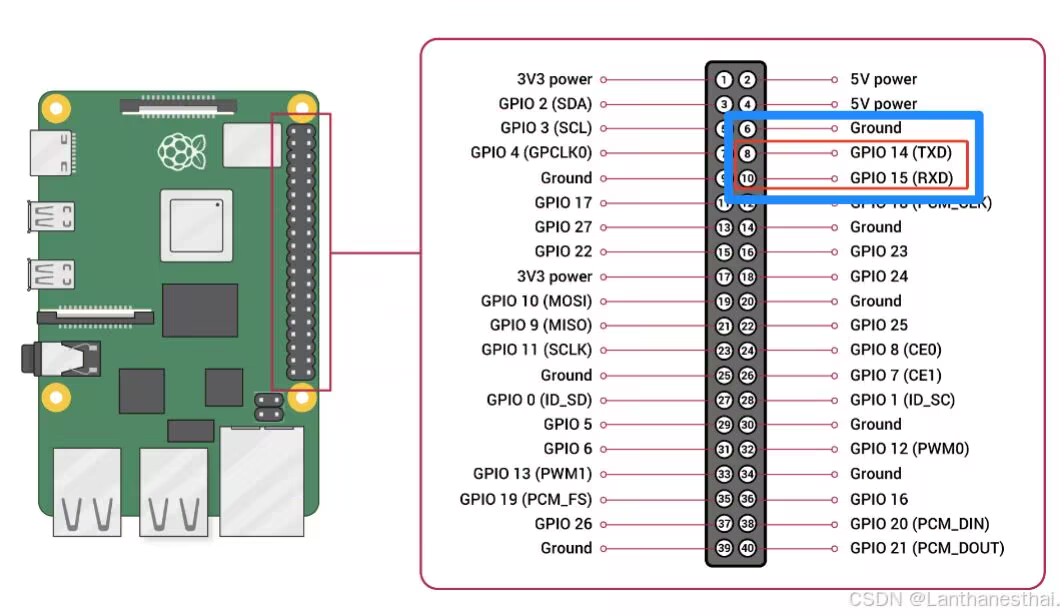 3V3 power 1 2 5V power
GPIO 2 (SDA) 3 4 5V power
GPIO 3 (SCL) 5 6 Ground
GPIO 4 (GPCLK0) 7 8 GPIO 14 (TXD)
Ground 9 10 GPIO 15 (RXD)
GPIO 17 11 12 GPIO 18 (PCM_CLK)
GPIO 27 13 14 Ground
GPIO 22 15 16 GPIO 23
3V3 power 17 18 GPIO 24
GPIO 10 (MOSI) 19 20 Ground
GPIO 9 (MISO) 21 22 GPIO 25
GPIO 11 (SCLK) 23 24 GPIO 8 (CE0)
Ground 25 26 GPIO 7 (CE1)
GPIO 0 (ID_SD) 27 28 GPIO 1 (ID_SC)
GPIO 5 29 30 Ground
GPIO 6 31 32 GPIO 12 (PWM0)
GPIO 13 (PWM1) 33 34 Ground
GPIO 19 (PCM_FS) 35 36 GPIO 16
GPIO 26 37 38 GPIO 20 (PCM_DIN)
Ground 39 40 GPIO 21 (PCM_DOUT)
CSDN @Lanthanesthai.